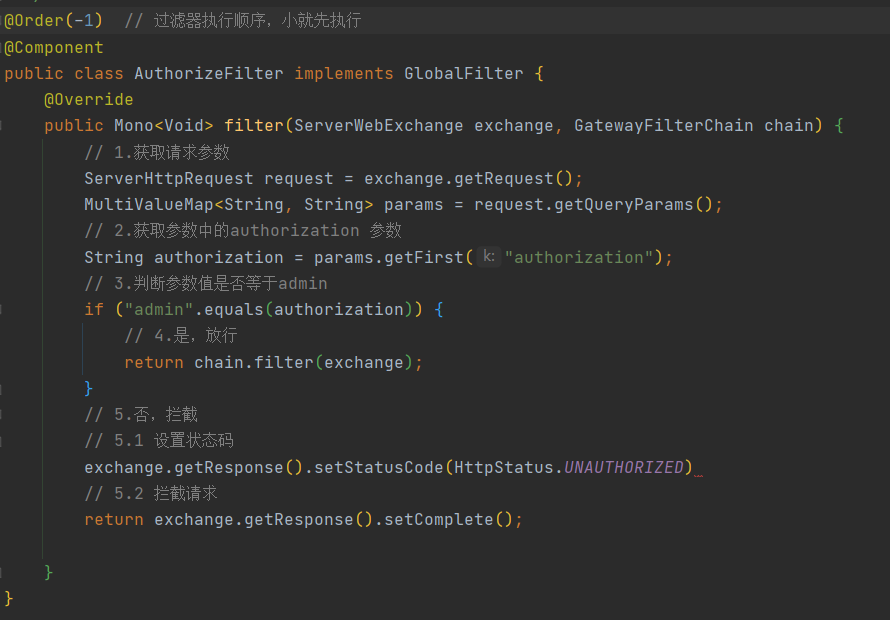 @Order(-1)  // 过滤器执行顺序，小就先执行
@Component
public class AuthorizeFilter implements GlobalFilter {
    @Override
    public Mono<Void> filter(ServerWebExchange exchange, GatewayFilterChain chain) {
        // 1.获取请求参数
        ServerHttpRequest request = exchange.getRequest();
        MultiValueMap<String, String> params = request.getQueryParams();
        // 2.获取参数中的authorization 参数
        String authorization = params.getFirst( k: "authorization");
        // 3.判断参数值是否等于admin
        if ("admin".equals(authorization)) {
            // 4.是，放行
            return chain.filter(exchange);
        }
        // 5.否，拦截
        // 5.1 设置状态码
        exchange.getResponse().setStatusCode(HttpStatus.UNAUTHORIZED)
        // 5.2 拦截请求
        return exchange.getResponse().setComplete();
    }
}